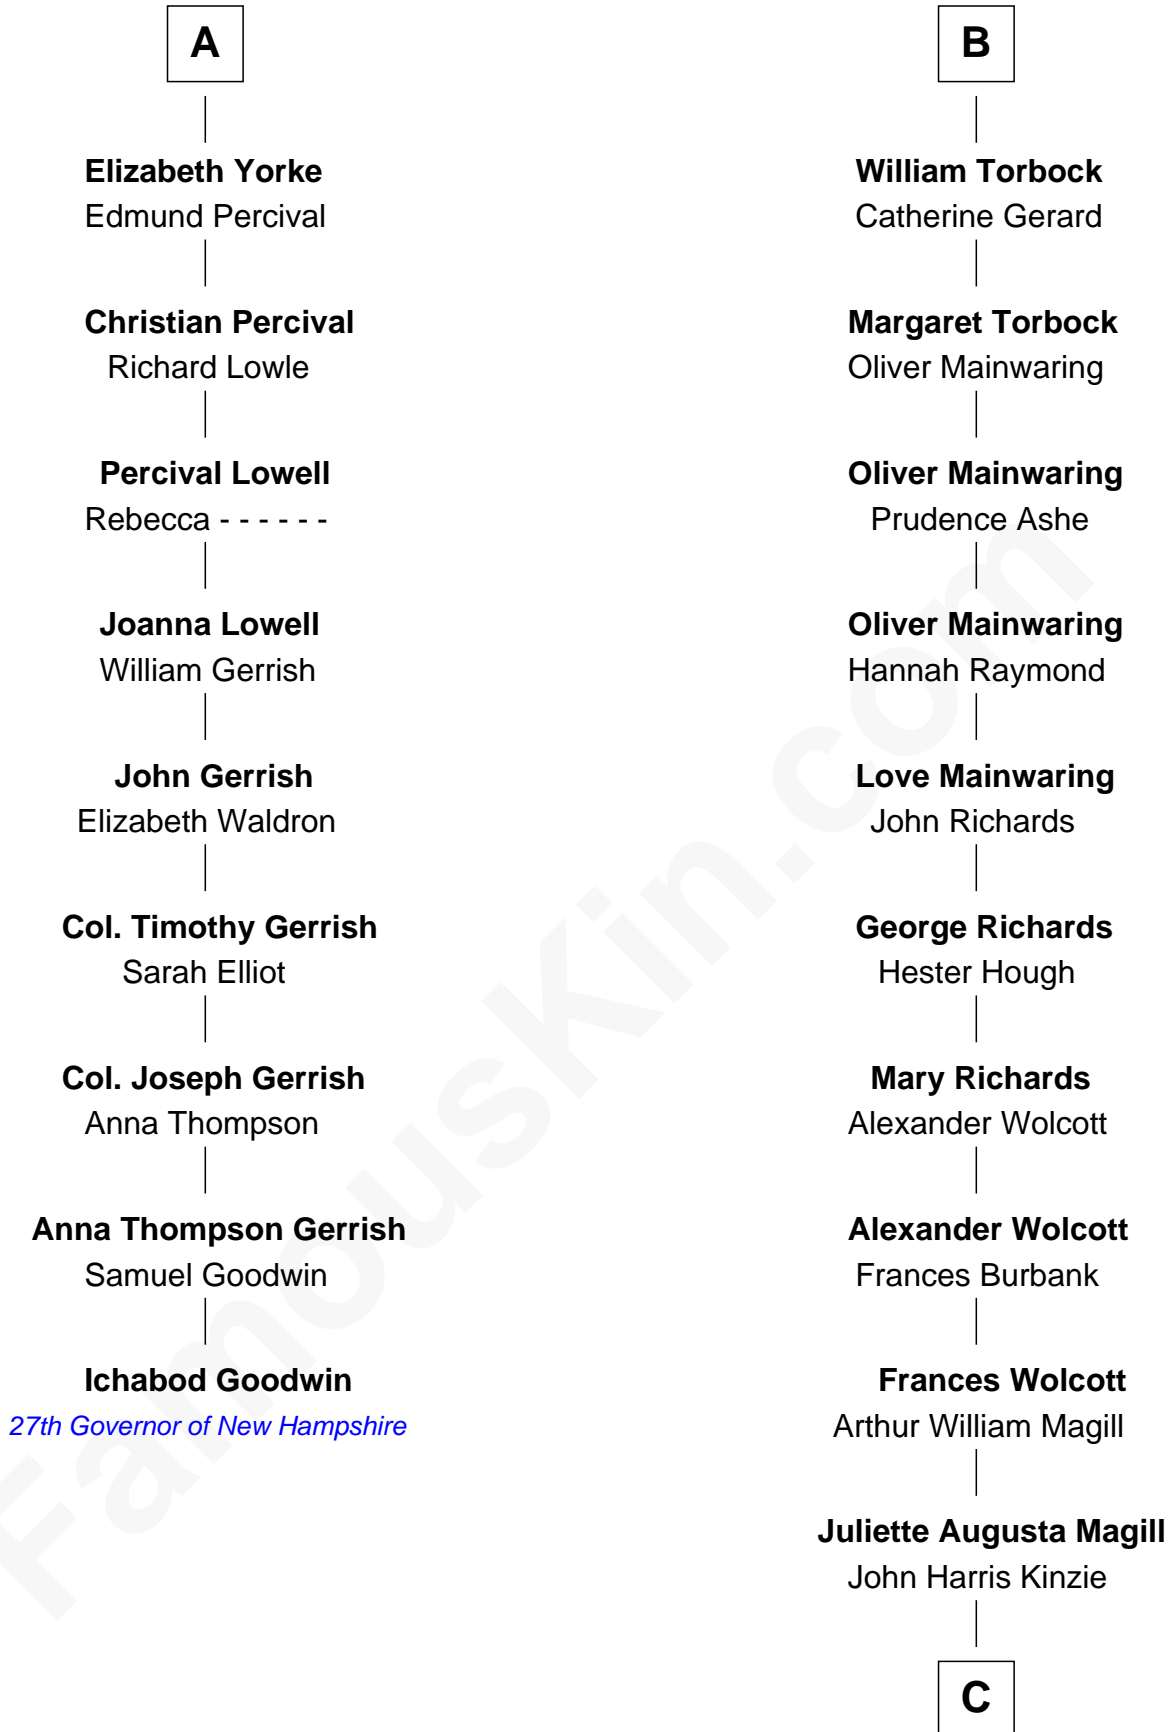 A
Elizabeth Yorke
Edmund Percival
Christian Percival
Richard Lowle
Percival Lowell
Rebecca - - - - - -
Joanna Lowell
William Gerrish
John Gerrish
Elizabeth Waldron
Col. Timothy Gerrish
Sarah Elliot
Col. Joseph Gerrish
Anna Thompson
Anna Thompson Gerrish
Samuel Goodwin
Ichabod Goodwin
27th Governor of New Hampshire
B
William Torbock
Catherine Gerard
Margaret Torbock
Oliver Mainwaring
Oliver Mainwaring
Prudence Ashe
Oliver Mainwaring
Hannah Raymond
Love Mainwaring
John Richards
George Richards
Hester Hough
Mary Richards
Alexander Wolcott
Alexander Wolcott
Frances Burbank
Frances Wolcott
Arthur William Magill
Juliette Augusta Magill
John Harris Kinzie
C
FamousKin.com